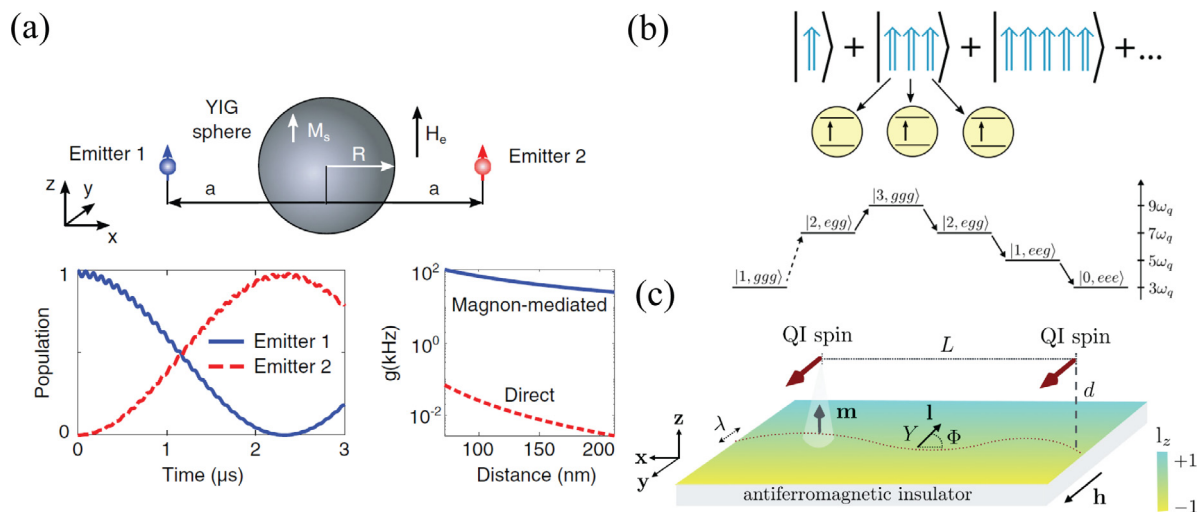 (a)
YIG
sphere
M_s
H_e
R
Emitter 1
Emitter 2
a
a
z
y
x
Population
1
0
0
1
2
3
Time (µs)
Emitter 1
Emitter 2
g(kHz)
10^2
10^0
10^-2
Magnon-mediated
Direct
100
150
200
Distance (nm)
(b)
|⇑⟩ + |⇑⇑⇑⟩ + |⇑⇑⇑⇑⇑⟩ + ...
|3, ggg⟩
|2, egg⟩
|2, egg⟩
|1, eeg⟩
|1, ggg⟩
|0, eee⟩
9ω_q
7ω_q
5ω_q
3ω_q
(c)
QI spin
L
QI spin
d
m
l
λ
Y
Φ
z
x
y
antiferromagnetic insulator
h
l_z
+1
−1